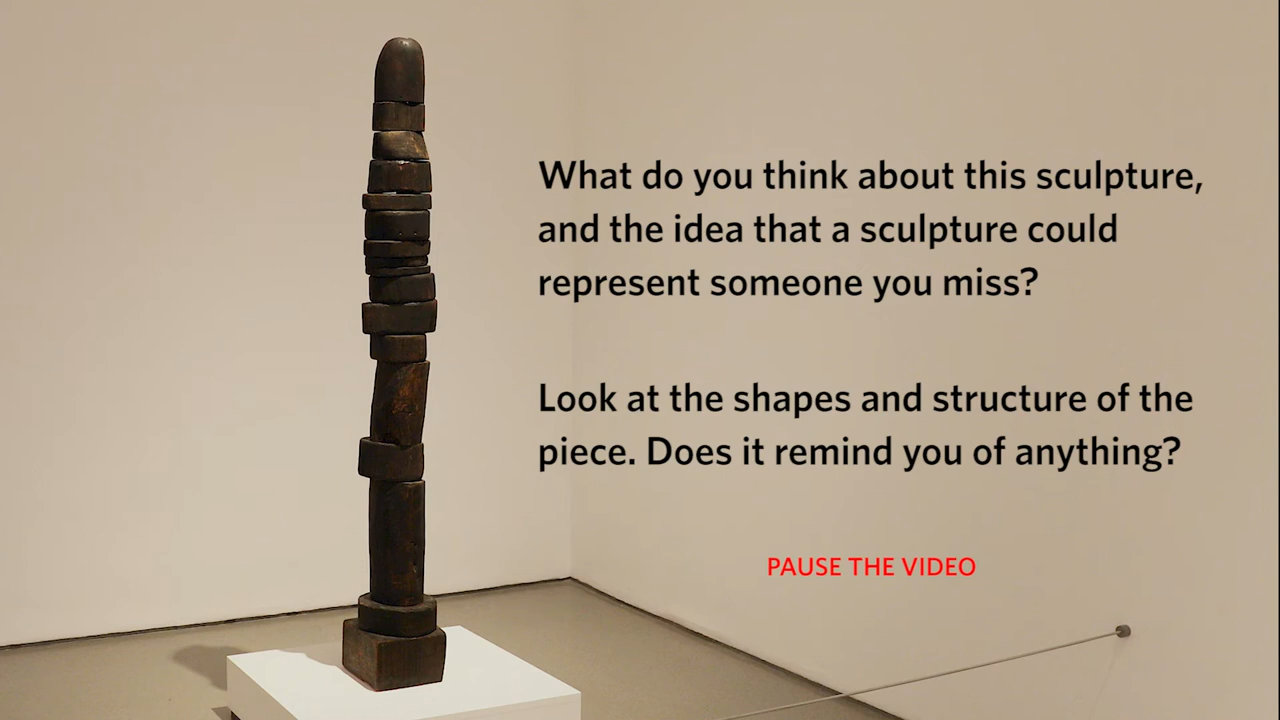 What do you think about this sculpture,
and the idea that a sculpture could
represent someone you miss?
Look at the shapes and structure of the
piece. Does it remind you of anything?
PAUSE THE VIDEO